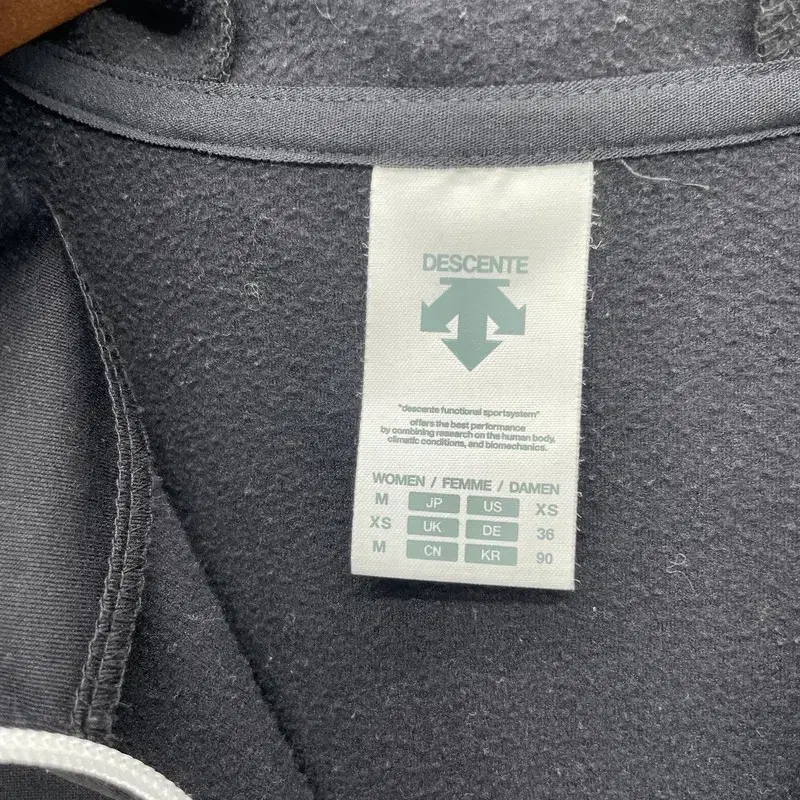 DESCENTE
"descente functional sportsystem"
offers the best performance
by combining research on the human body,
climatic conditions, and biomechanics.
WOMEN / FEMME / DAMEN
M JP US XS
XS UK DE 36
M CN KR 90